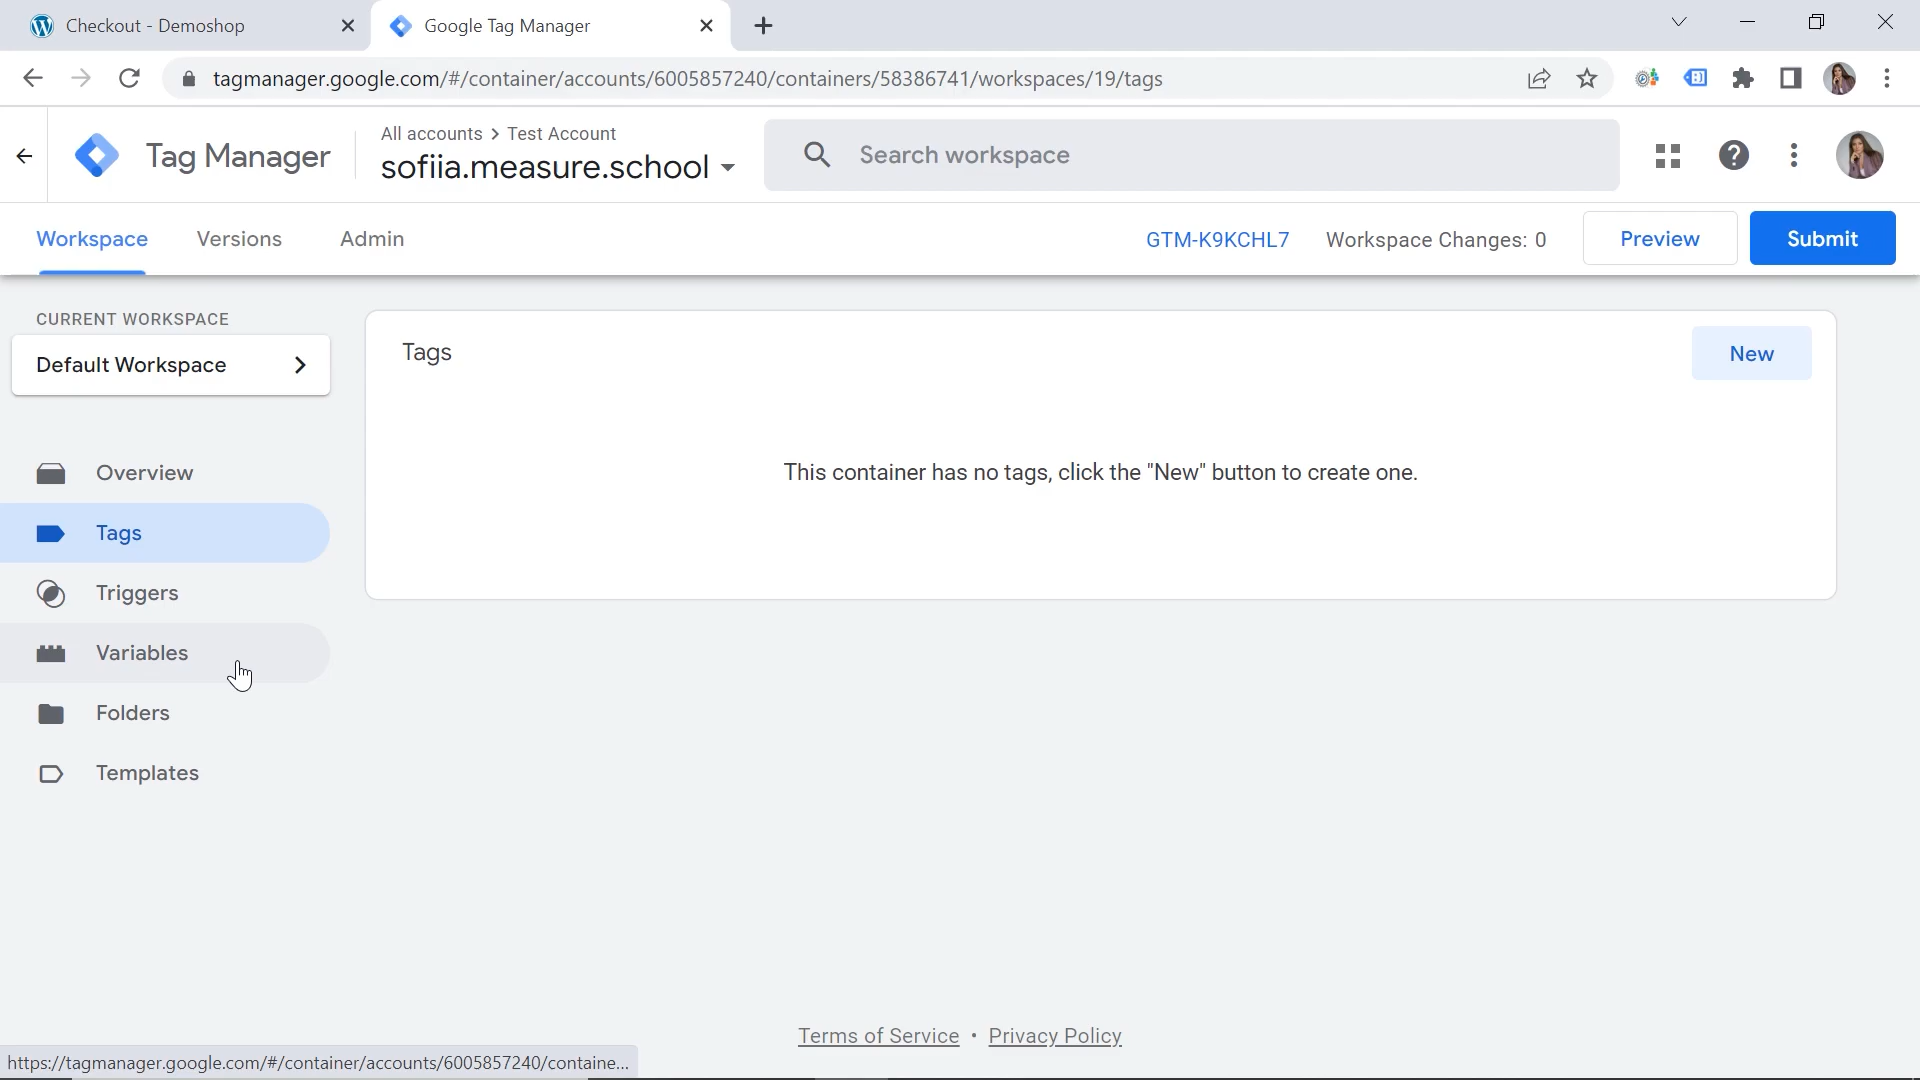 Checkout - Demoshop
Google Tag Manager
tagmanager.google.com/#/container/accounts/6005857240/containers/58386741/workspaces/19/tags
Tag Manager
All accounts > Test Account
sofiia.measure.school
Search workspace
Workspace
Versions
Admin
GTM-K9KCHL7
Workspace Changes: 0
Preview
Submit
CURRENT WORKSPACE
Default Workspace
Tags
New
This container has no tags, click the "New" button to create one.
Overview
Tags
Triggers
Variables
Folders
Templates
Terms of Service • Privacy Policy
https://tagmanager.google.com/#/container/accounts/6005857240/containe...